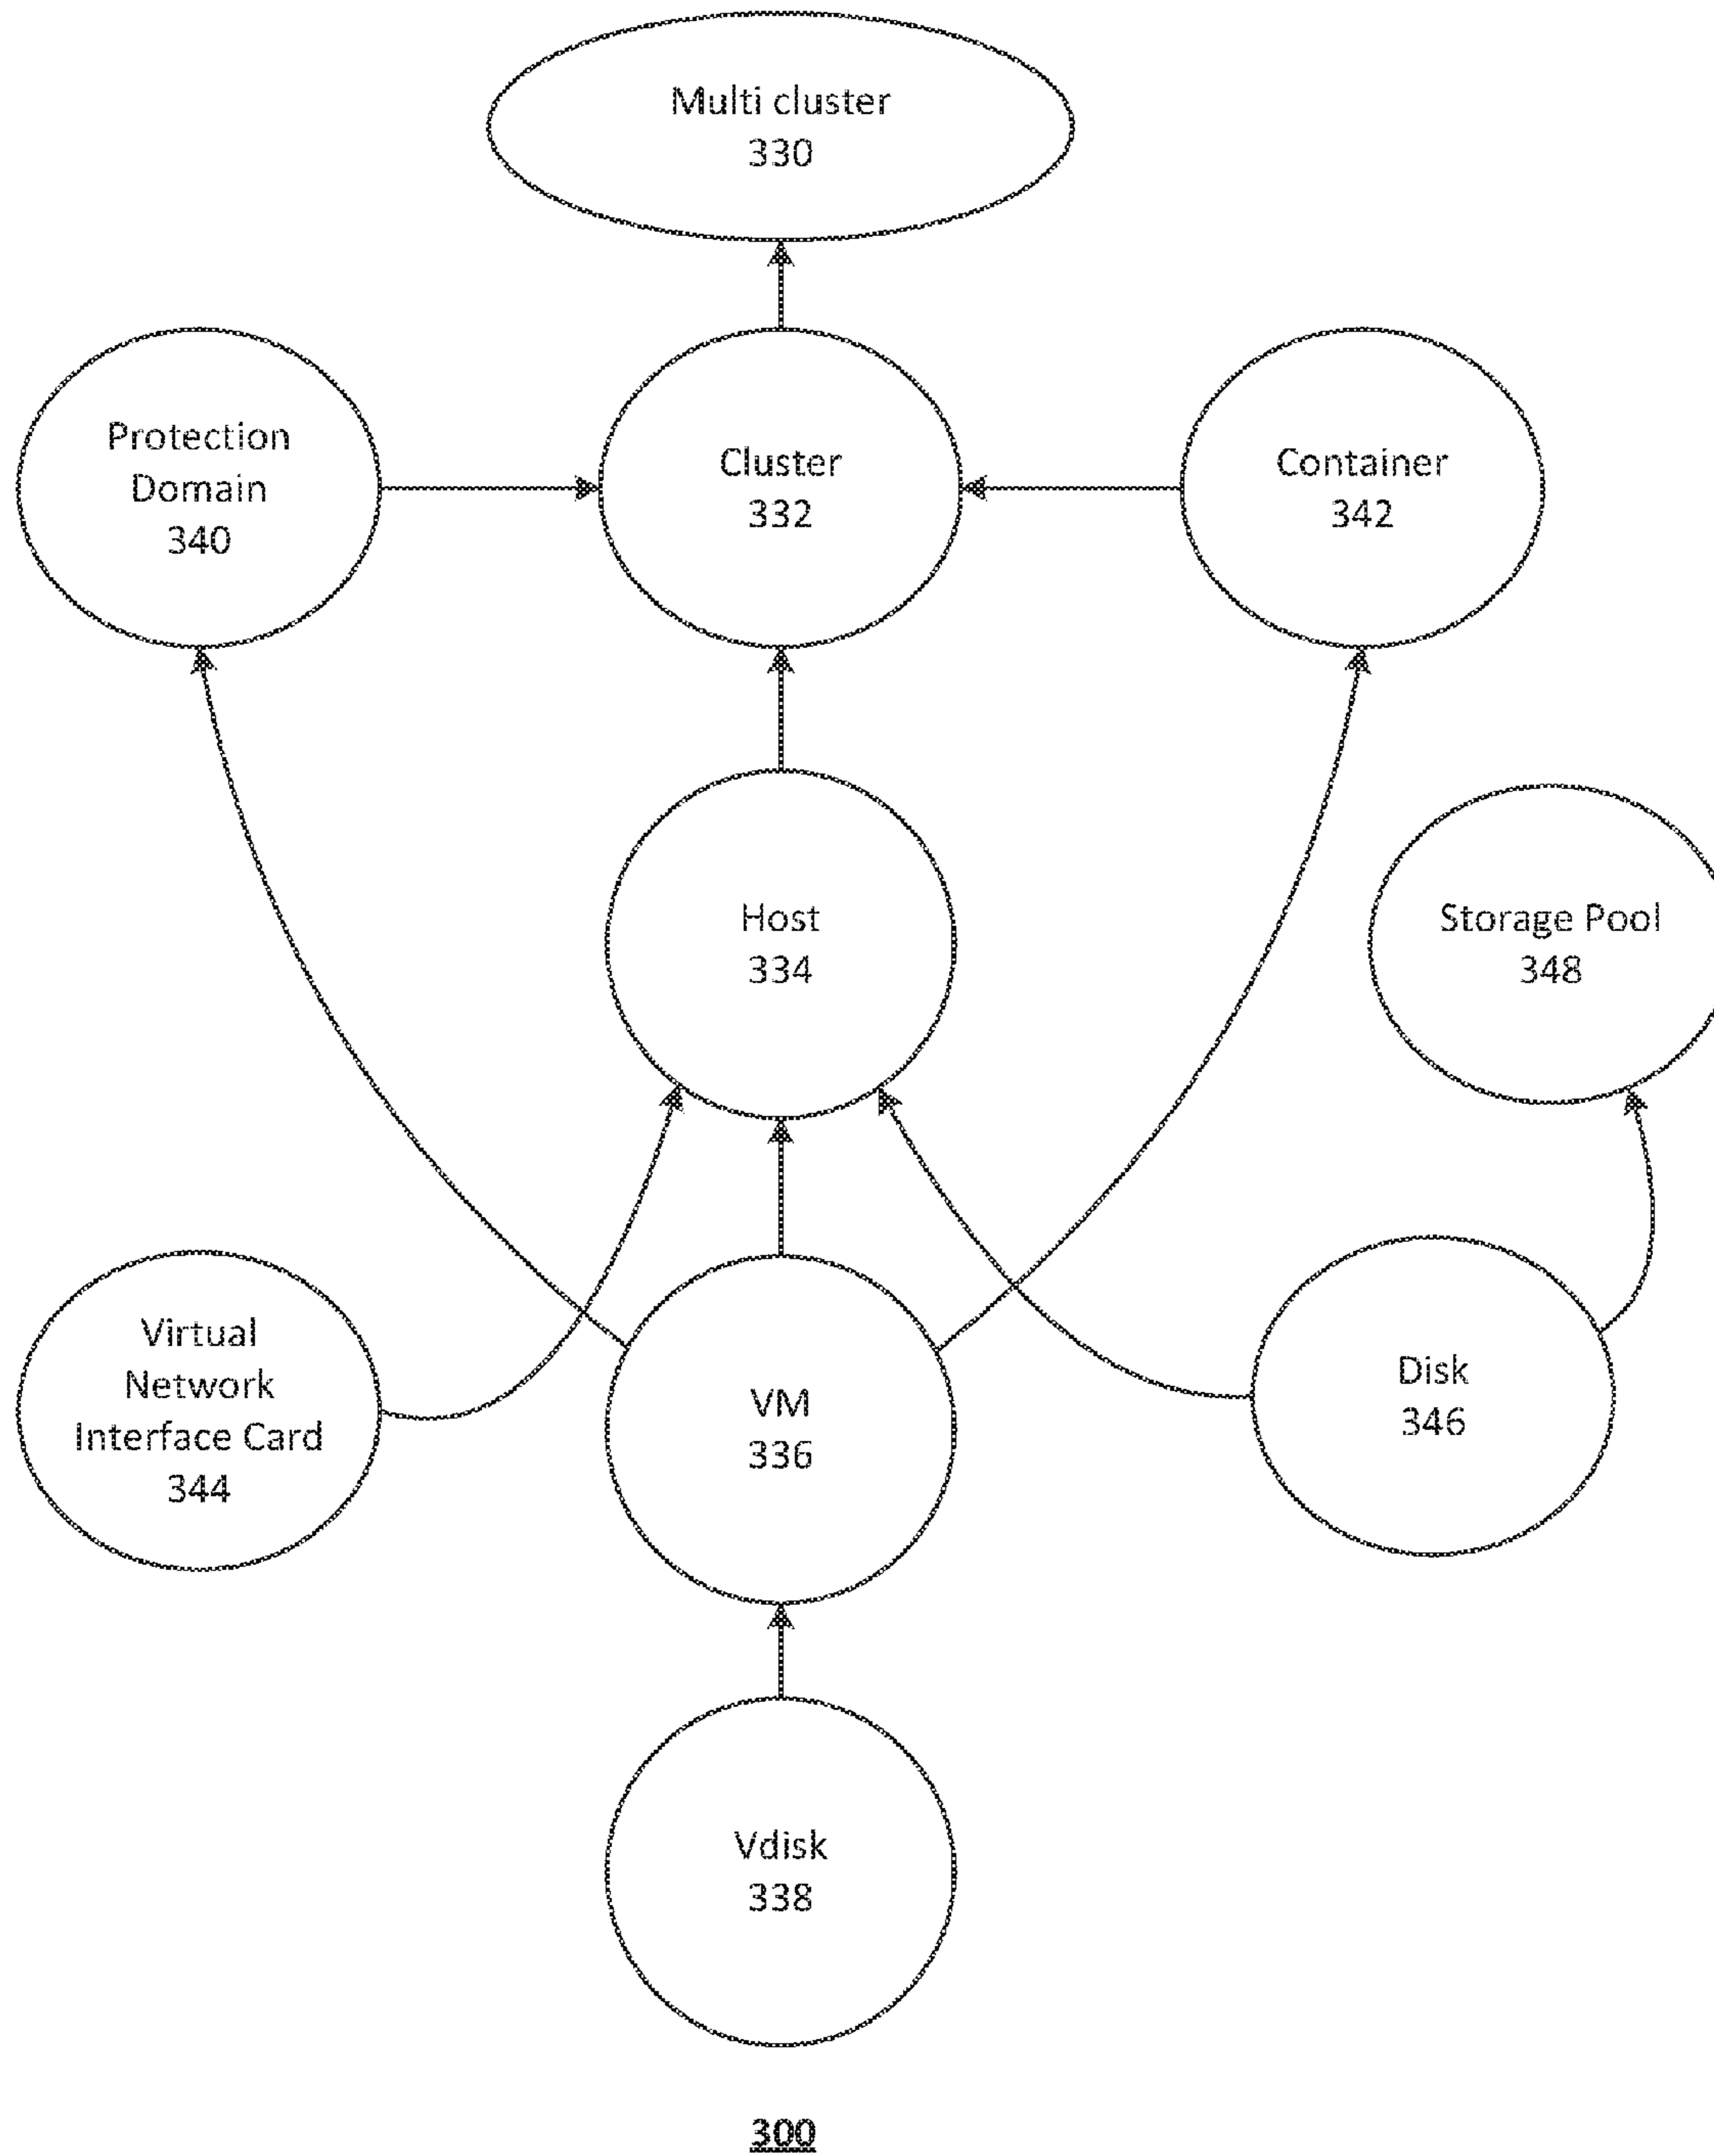 Multi cluster
330
Protection
Domain
340
Cluster
332
Container
342
Host
334
Storage Pool
348
Virtual
Network
Interface Card
344
VM
336
Disk
346
Vdisk
338
300